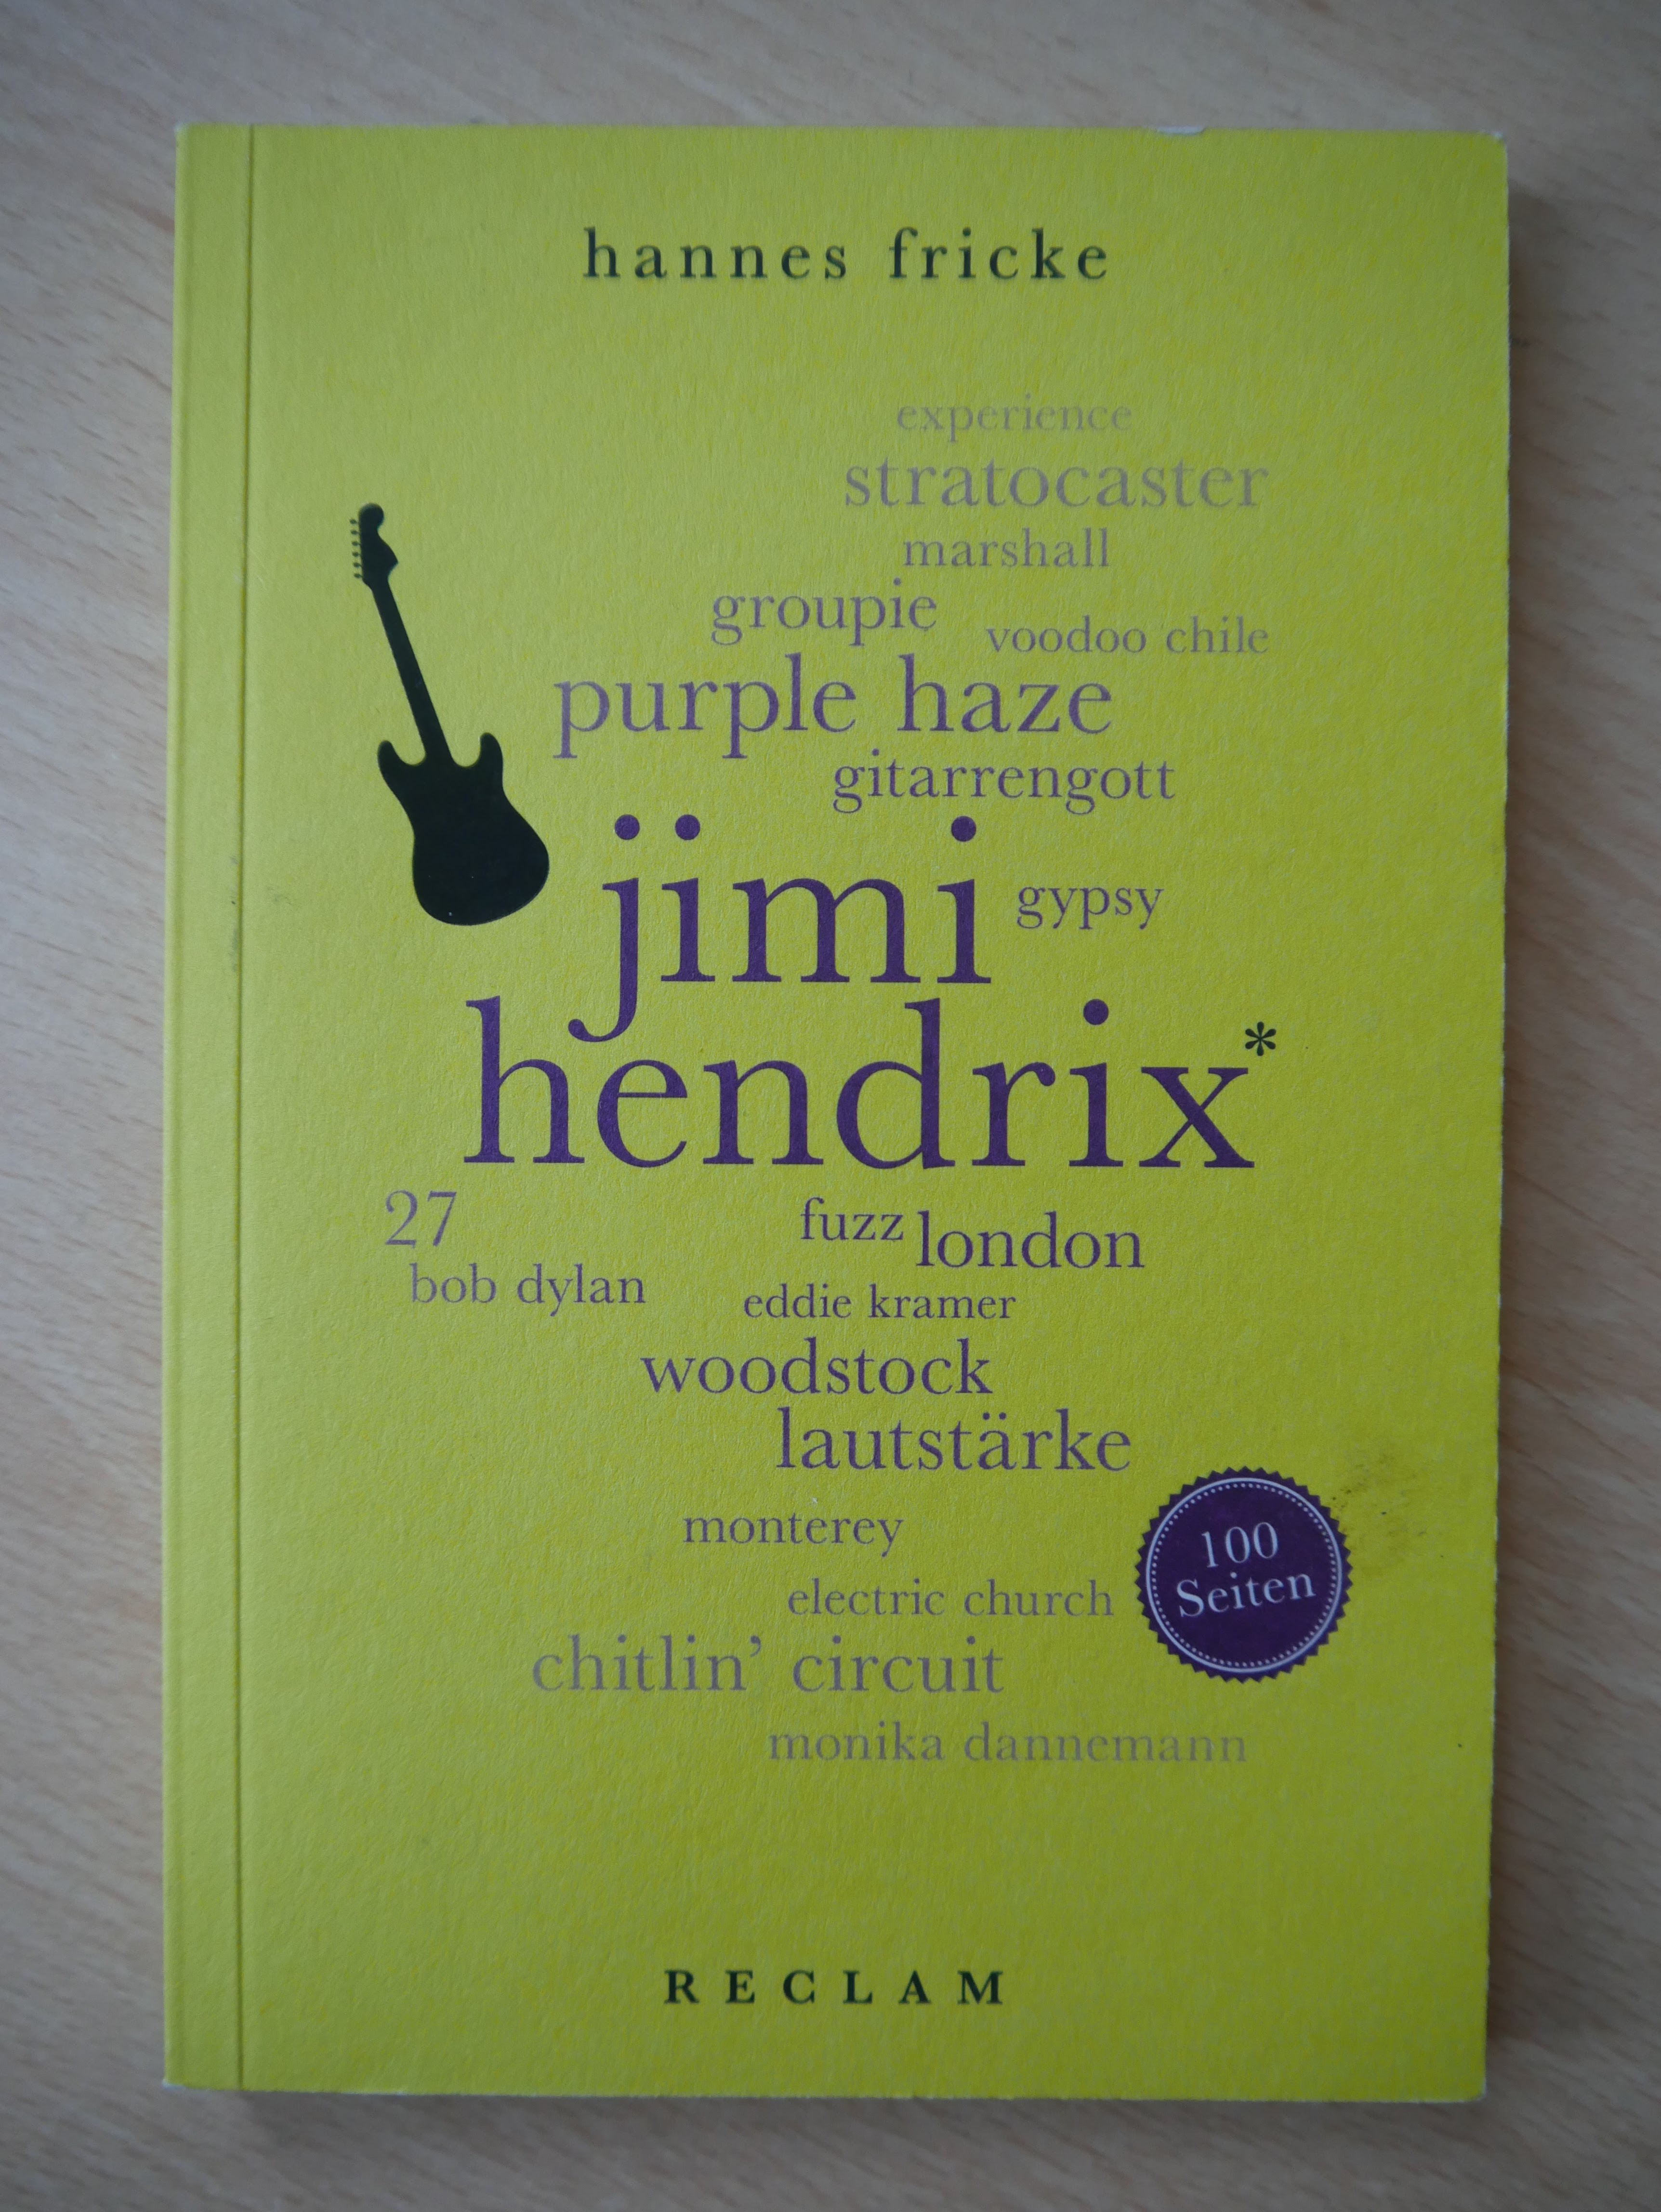 hannes fricke
experience
stratocaster
marshall
groupie
voodoo chile
purple haze
gitarrengott
jimi
gypsy
hendrix*
27
fuzz
london
bob dylan
eddie kramer
woodstock
lautstärke
monterey
100
Seiten
electric church
chitlin’ circuit
monika dannemann
RECLAM